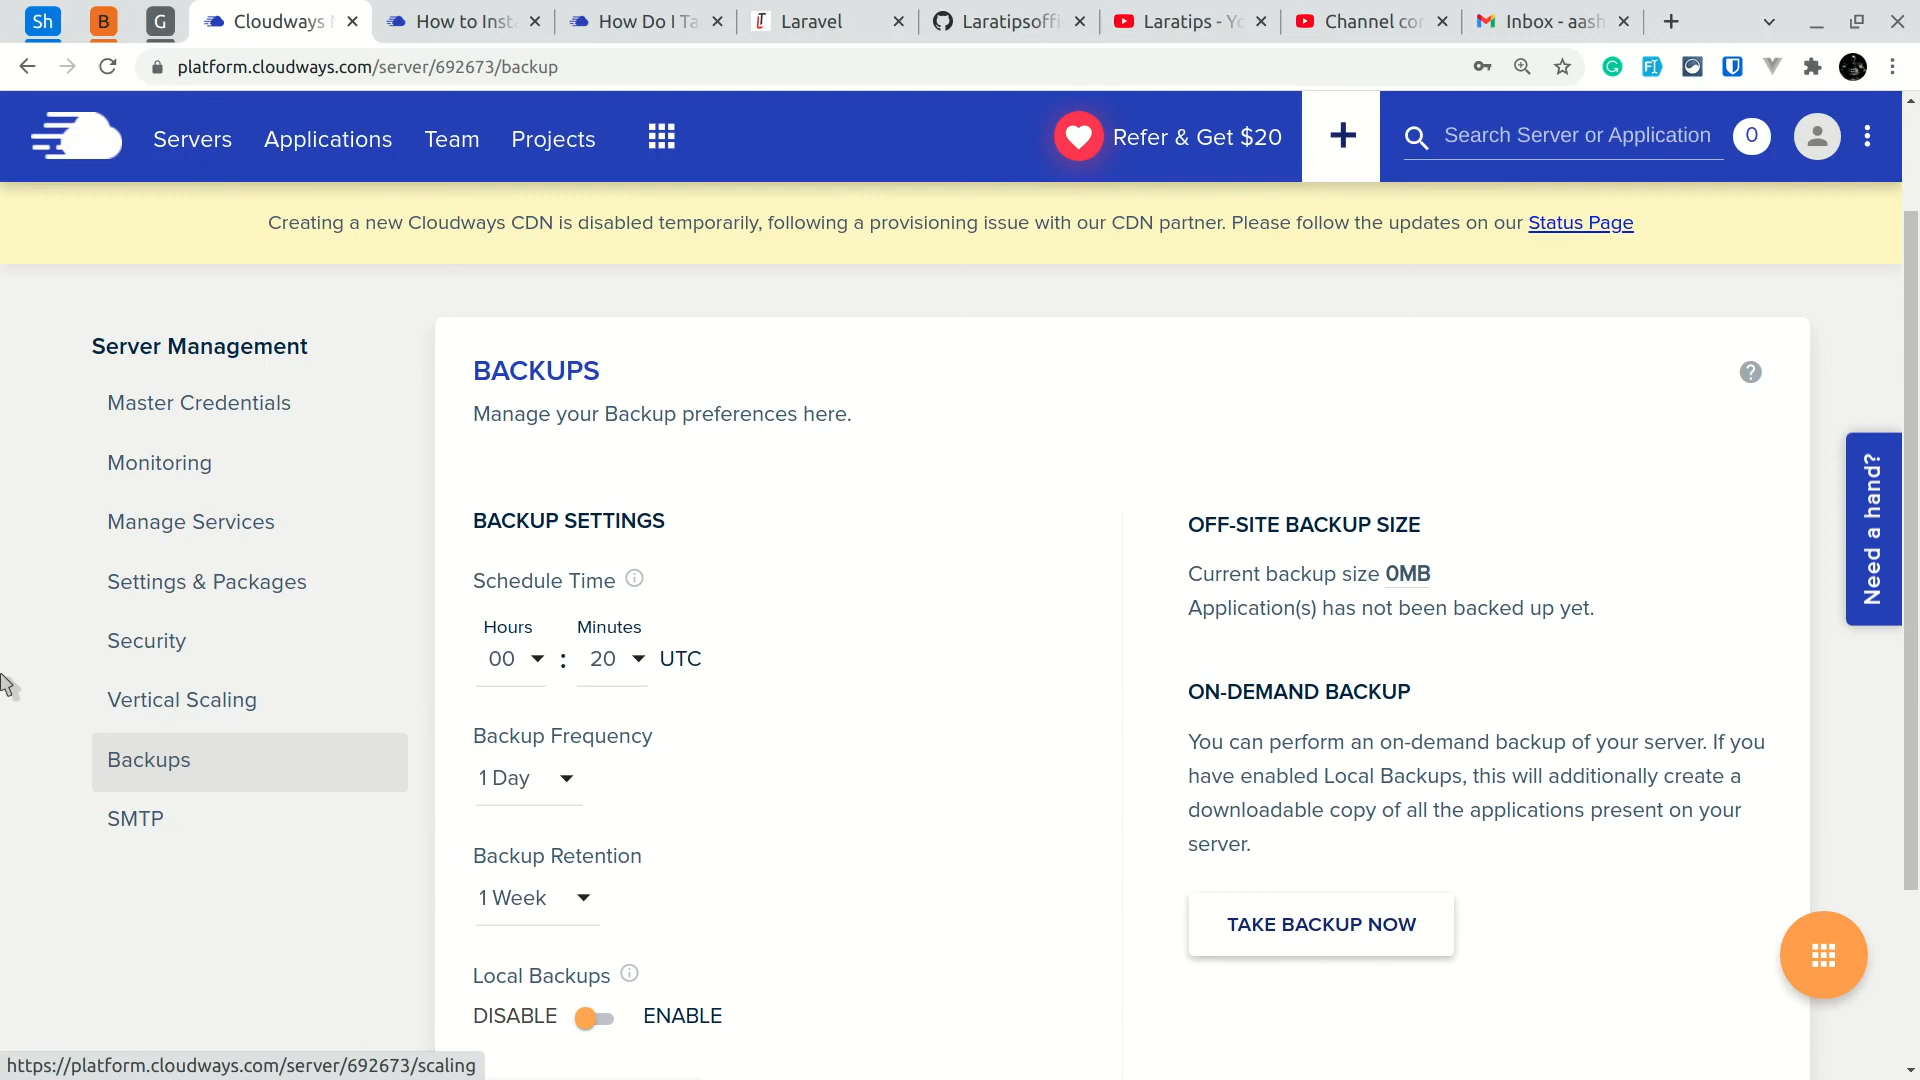 Sh
B
G
Cloudways
How to Inst
How Do I Ta
Laravel
Laratipsoffi
Laratips - Yo
Channel con
Inbox - aash
platform.cloudways.com/server/692673/backup
Servers
Applications
Team
Projects
Refer & Get $20
+
Search Server or Application
0
Creating a new Cloudways CDN is disabled temporarily, following a provisioning issue with our CDN partner. Please follow the updates on our Status Page
Server Management
Master Credentials
Monitoring
Manage Services
Settings & Packages
Security
Vertical Scaling
Backups
SMTP
BACKUPS
Manage your Backup preferences here.
BACKUP SETTINGS
Schedule Time
Hours
Minutes
00 : 20 UTC
Backup Frequency
1 Day
Backup Retention
1 Week
Local Backups
DISABLE
ENABLE
OFF-SITE BACKUP SIZE
Current backup size 0MB
Application(s) has not been backed up yet.
ON-DEMAND BACKUP
You can perform an on-demand backup of your server. If you
have enabled Local Backups, this will additionally create a
downloadable copy of all the applications present on your
server.
TAKE BACKUP NOW
Need a hand?
https://platform.cloudways.com/server/692673/scaling